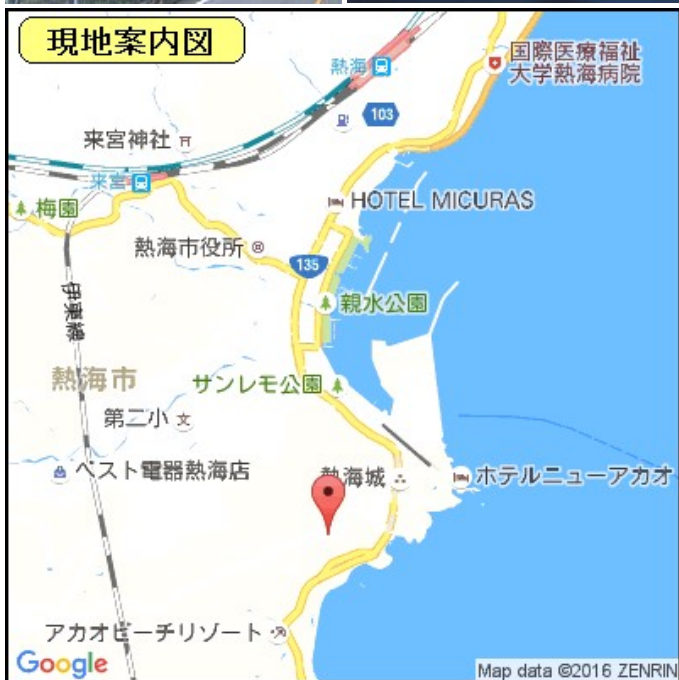 現地案内図
熱海
国際医療福祉
大学熱海病院
103
来宮神社
来宮
梅園
HOTEL MICURAS
熱海市役所
135
伊東線
親水公園
熱海市
サンレモ公園
第二小
文
ベスト電器熱海店
熱海城
ホテルニューアカオ
アカオビーチリゾート
Google
Map data ©2016 ZENRIN